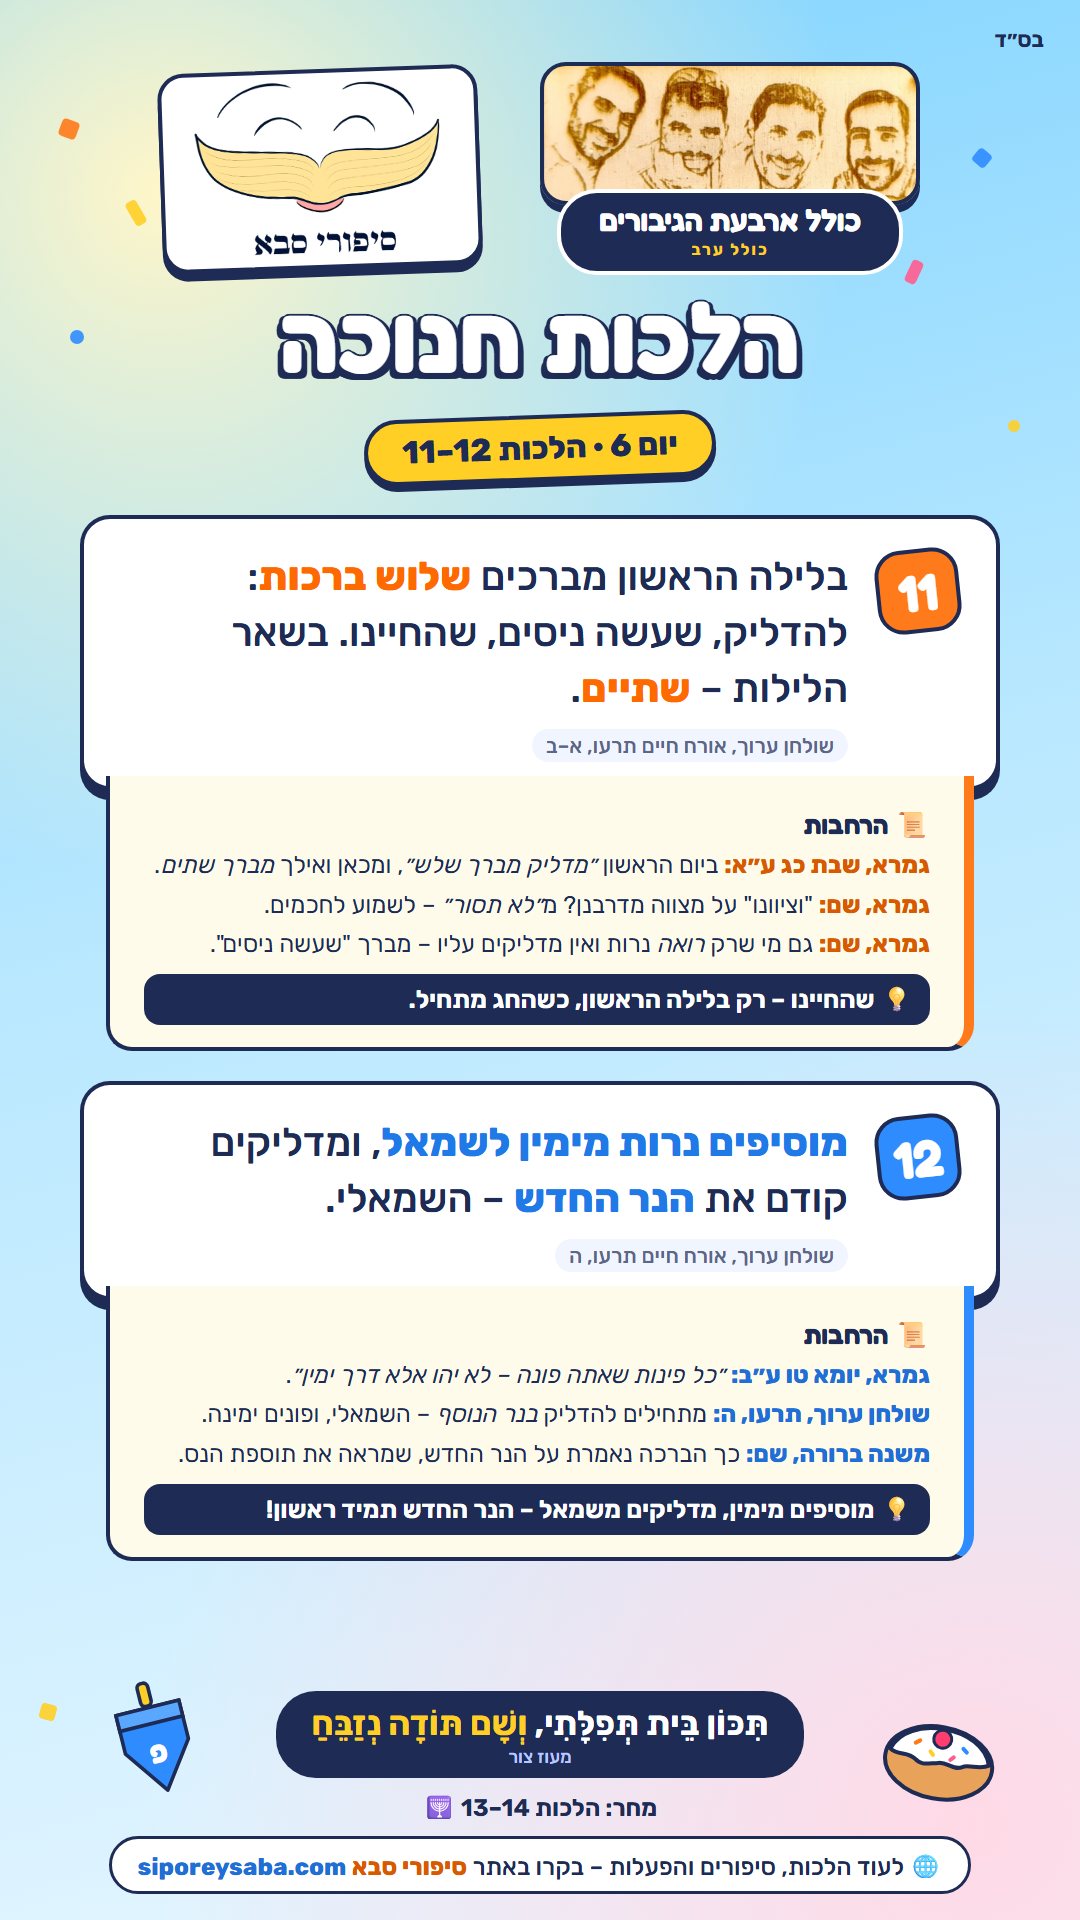 בס״ד
כולל ארבעת הגיבורים
כולל ערב
סיפורי סבא
הלכות חנוכה
יום 6 • הלכות 11–12
11
בלילה הראשון מברכים שלוש ברכות:
להדליק, שעשה ניסים, שהחיינו. בשאר
הלילות – שתיים.
שולחן ערוך, אורח חיים תרעו, א–ב
📜 הרחבות
גמרא, שבת כג ע״א: ביום הראשון ״מדליק מברך שלש״, ומכאן ואילך מברך שתים.
גמרא, שם: "וציוונו" על מצווה מדרבנן? מ״לא תסור״ – לשמוע לחכמים.
גמרא, שם: גם מי שרק רואה נרות ואין מדליקים עליו – מברך "שעשה ניסים".
💡 שהחיינו – רק בלילה הראשון, כשהחג מתחיל.
12
מוסיפים נרות מימין לשמאל, ומדליקים
קודם את הנר החדש – השמאלי.
שולחן ערוך, אורח חיים תרעו, ה
📜 הרחבות
גמרא, יומא טו ע״ב: ״כל פינות שאתה פונה – לא יהו אלא דרך ימין״.
שולחן ערוך, תרעו, ה: מתחילים להדליק בנר הנוסף – השמאלי, ופונים ימינה.
משנה ברורה, שם: כך הברכה נאמרת על הנר החדש, שמראה את תוספת הנס.
💡 מוסיפים מימין, מדליקים משמאל – הנר החדש תמיד ראשון!
תִּכּוֹן בֵּית תְּפִלָּתִי, וְשָׁם תּוֹדָה נְזַבֵּחַ
מעוז צור
פ
מחר: הלכות 13–14 🕎
🌐 לעוד הלכות, סיפורים והפעלות – בקרו באתר סיפורי סבא siporeysaba.com